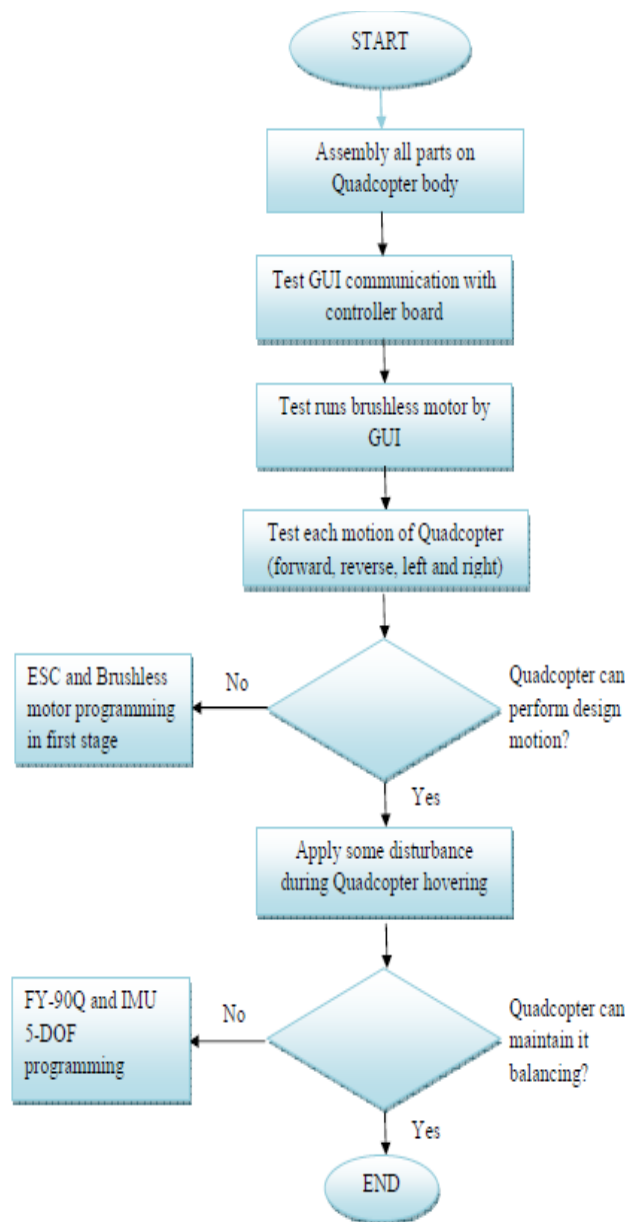 START
Assembly all parts on
Quadcopter body
Test GUI communication with
controller board
Test runs brushless motor by
GUI
Test each motion of Quadcopter
(forward, reverse, left and right)
ESC and Brushless
motor programming
in first stage
No
Quadcopter can
perform design
motion?
Yes
Apply some disturbance
during Quadcopter hovering
FY-90Q and IMU
5-DOF
programming
No
Quadcopter can
maintain it
balancing?
Yes
END